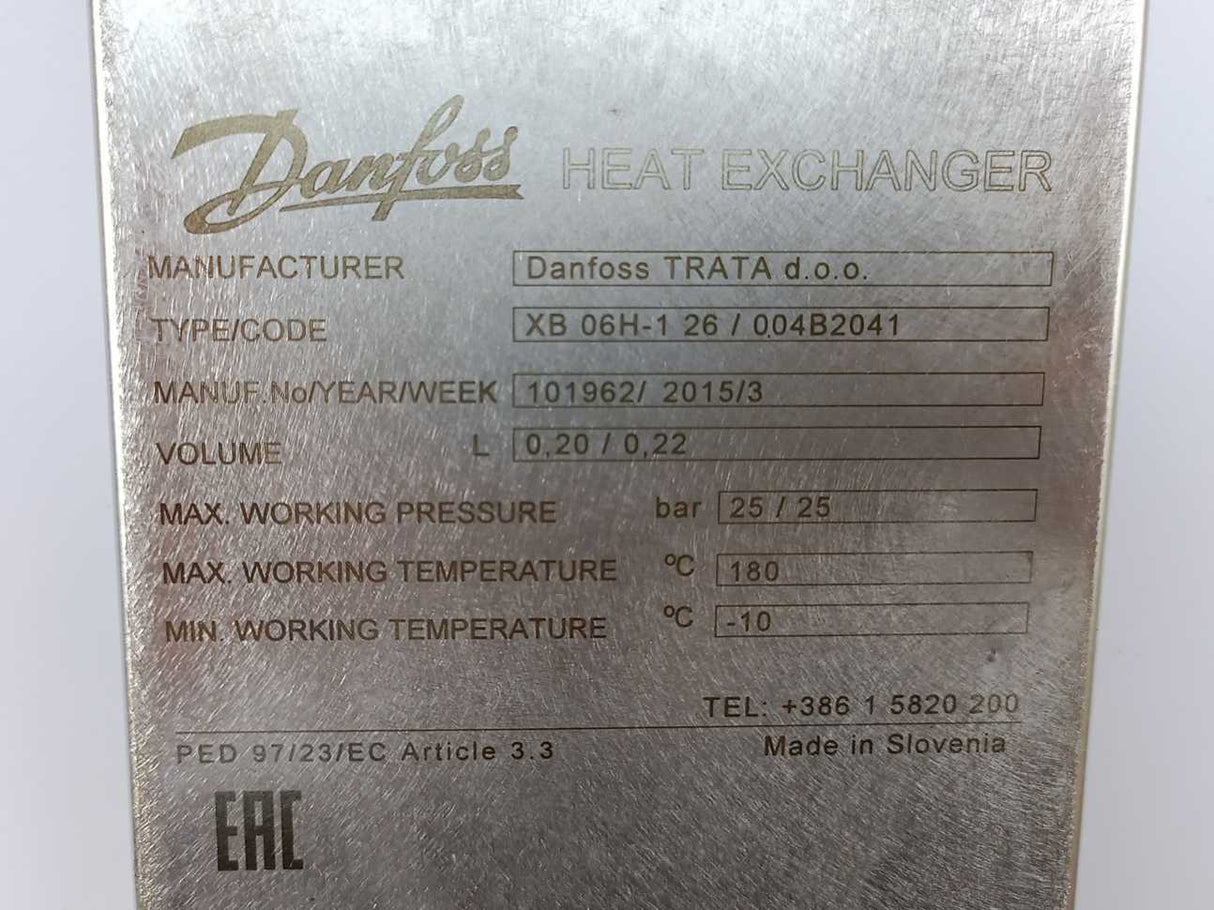 Danfoss HEAT EXCHANGER
MANUFACTURER Danfoss TRATA d.o.o.
TYPE/CODE XB 06H-1 26 / 004B2041
MANUF.No/YEAR/WEEK 101962/ 2015/3
VOLUME L 0,20 / 0,22
MAX. WORKING PRESSURE bar 25 / 25
MAX. WORKING TEMPERATURE ºC 180
MIN. WORKING TEMPERATURE ºC -10
TEL: +386 1 5820 200
PED 97/23/EC Article 3.3 Made in Slovenia
EAC